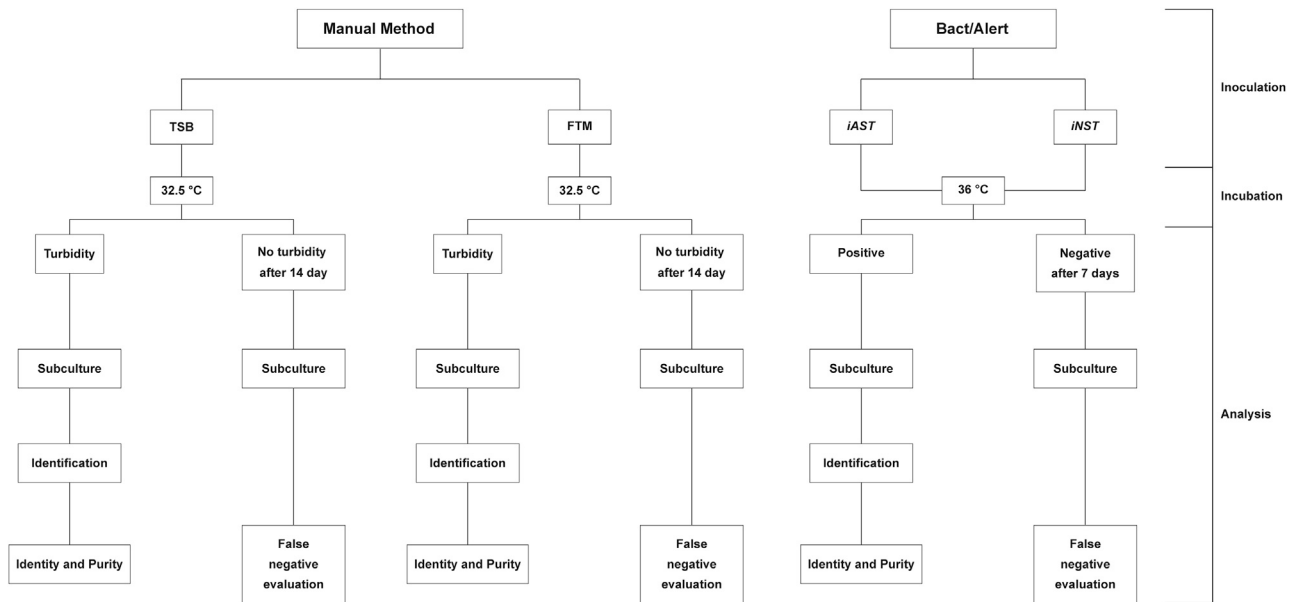 Manual Method
Bact/Alert
Inoculation
TSB
FTM
iAST
iNST
32.5 °C
32.5 °C
36 °C
Incubation
Turbidity
No turbidity
after 14 day
Turbidity
No turbidity
after 14 day
Positive
Negative
after 7 days
Subculture
Subculture
Subculture
Subculture
Subculture
Subculture
Analysis
Identification
Identification
Identification
Identity and Purity
False
negative
evaluation
Identity and Purity
False
negative
evaluation
Identity and Purity
False
negative
evaluation